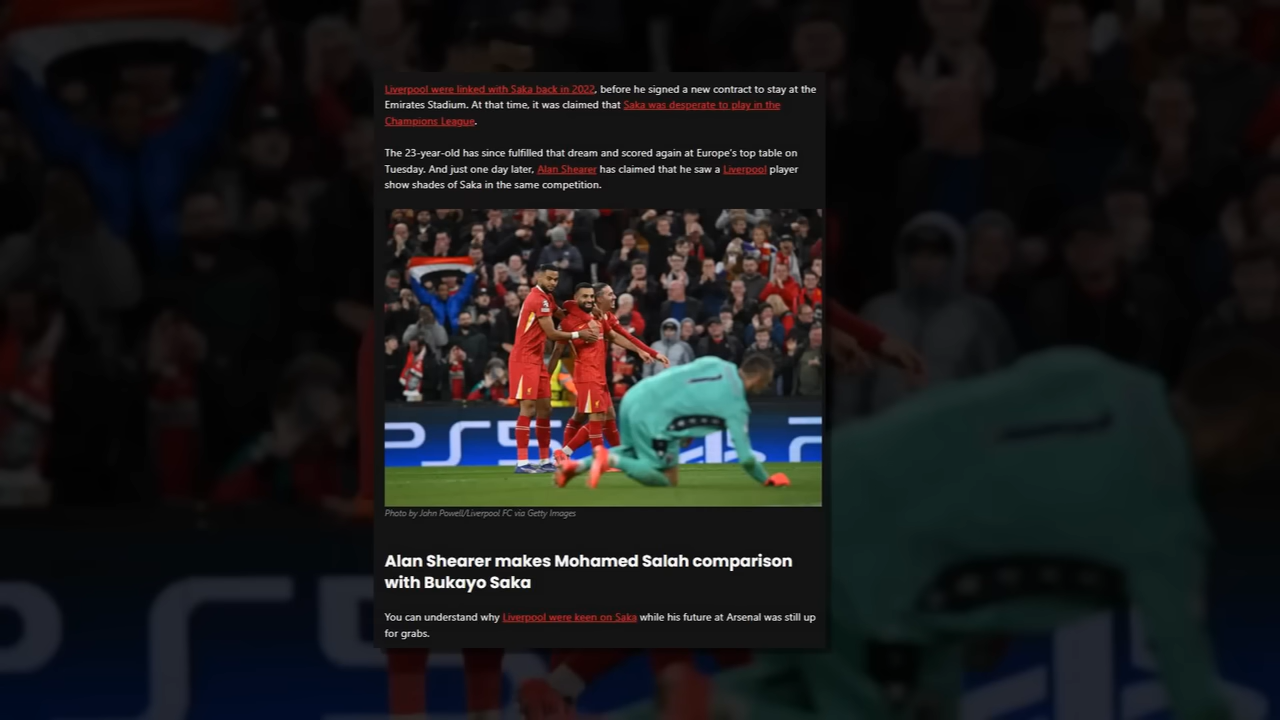 Liverpool were linked with Saka back in 2022, before he signed a new contract to stay at the
Emirates Stadium. At that time, it was claimed that Saka was desperate to play in the
Champions League.
The 23-year-old has since fulfilled that dream and scored again at Europe's top table on
Tuesday. And just one day later, Alan Shearer has claimed that he saw a Liverpool player
show shades of Saka in the same competition.
1
PS5
Photo by John Powell/Liverpool FC via Getty Images
Alan Shearer makes Mohamed Salah comparison
with Bukayo Saka
You can understand why Liverpool were keen on Saka while his future at Arsenal was still up
for grabs.